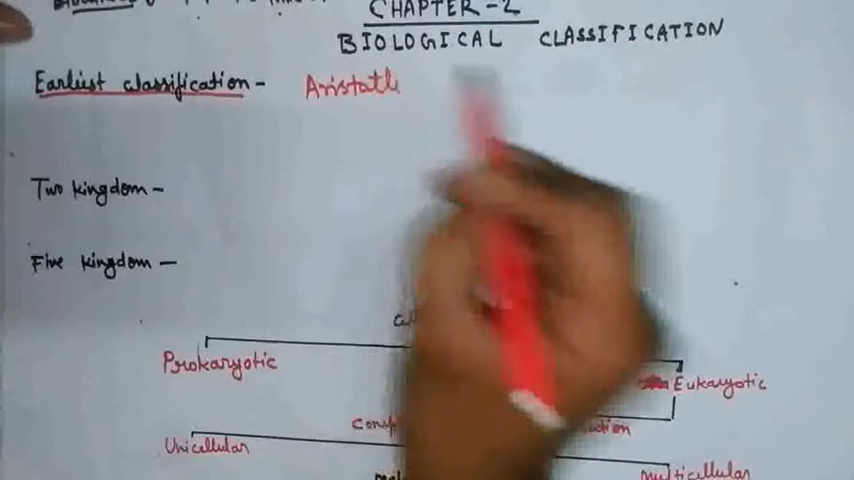 CHAPTER-2
BIOLOGICAL CLASSIFICATION
Earliest classification - Aristotle
Two kingdom -
Five kingdom -
Prokaryotic
Eukaryotic
Unicellular
Multicellular